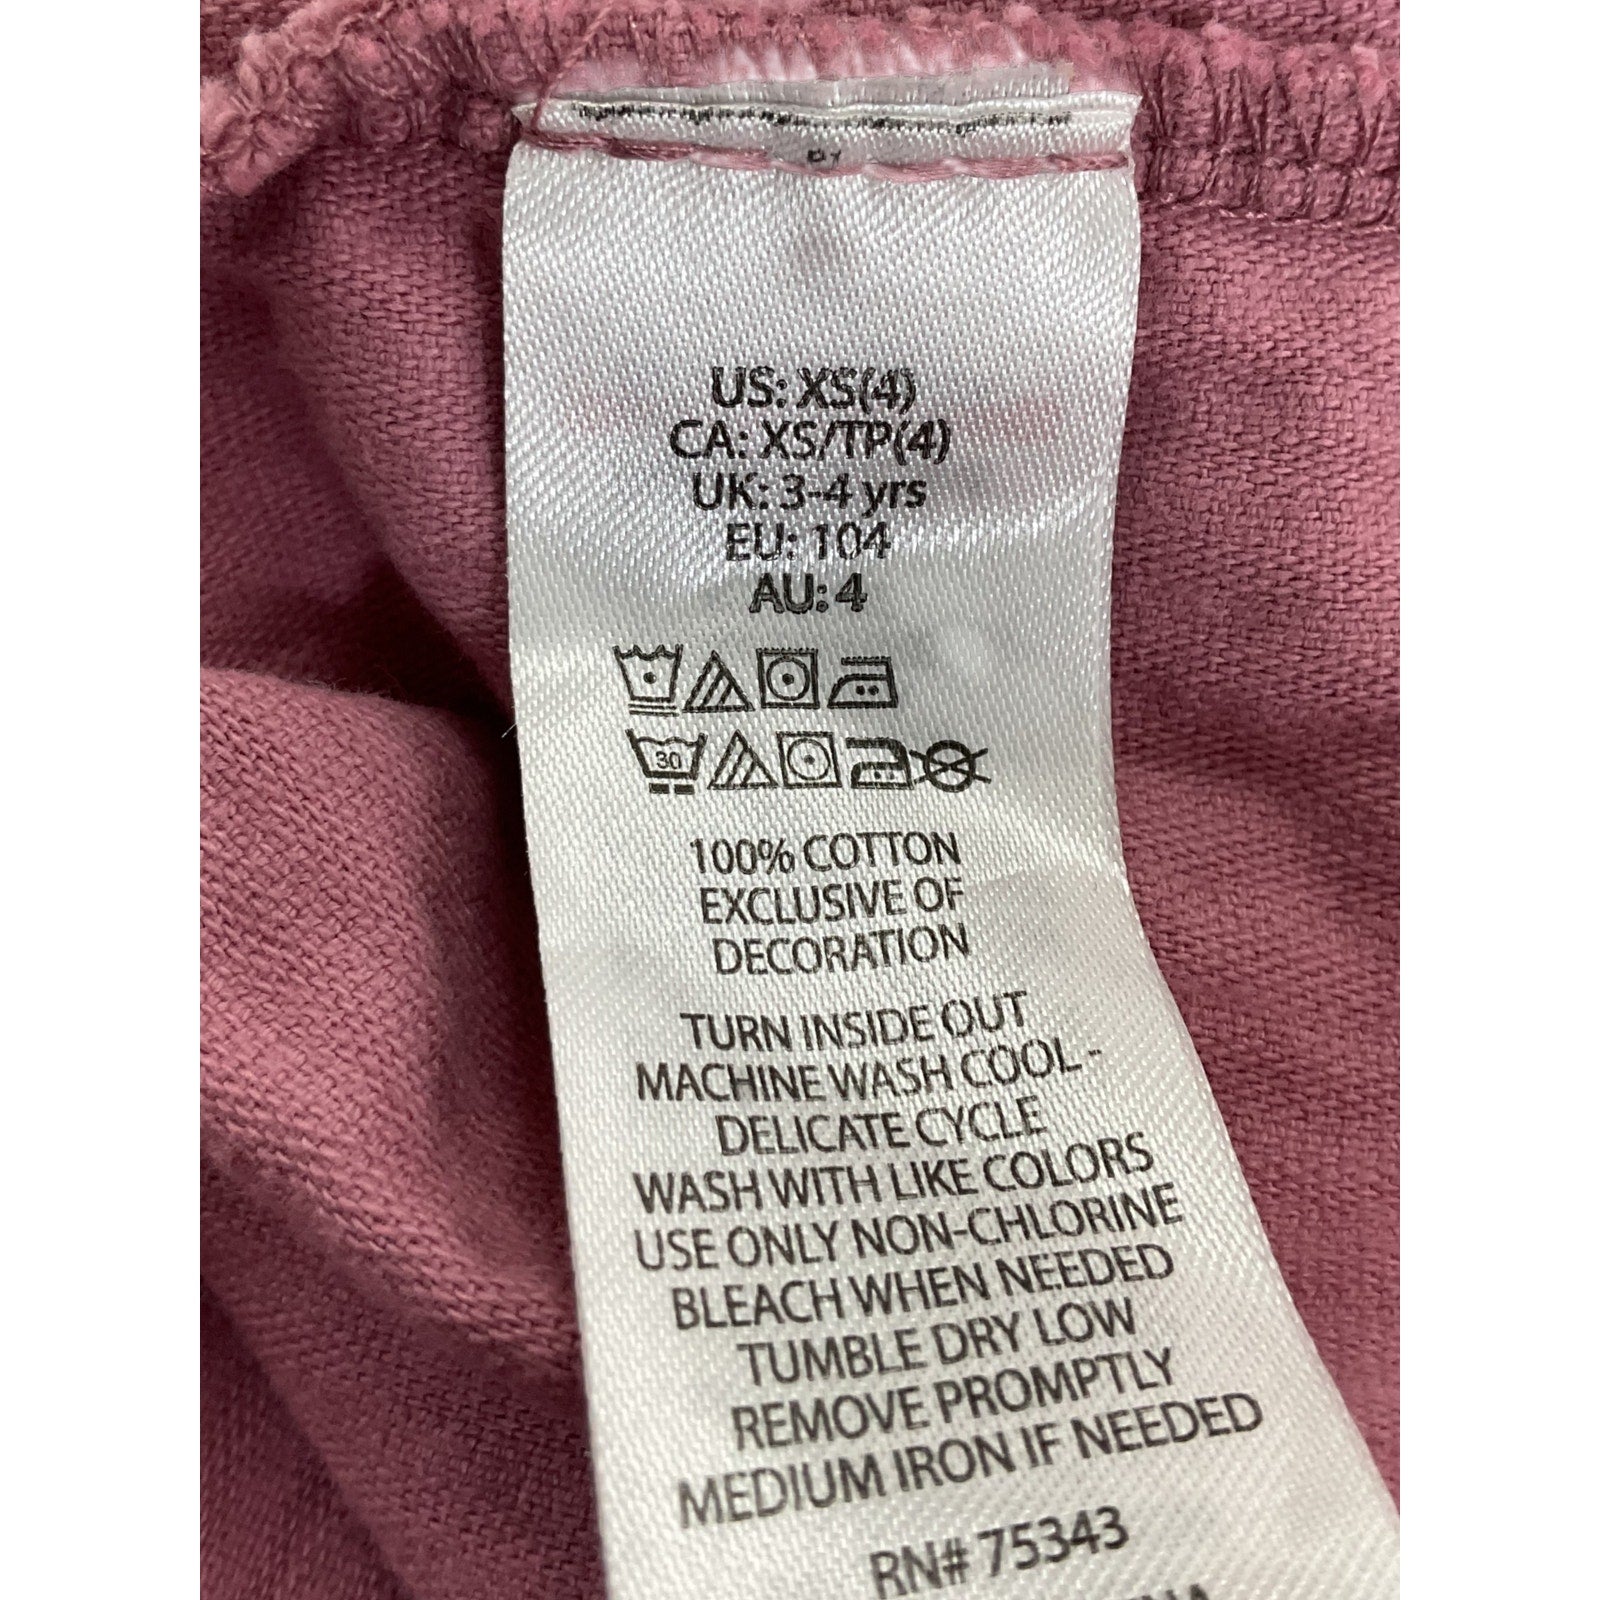 US: XS(4)
CA: XS/TP(4)
UK: 3-4 yrs
EU: 104
AU: 4
30
100% COTTON
EXCLUSIVE OF
DECORATION
TURN INSIDE OUT
MACHINE WASH COOL -
DELICATE CYCLE
WASH WITH LIKE COLORS
USE ONLY NON-CHLORINE
BLEACH WHEN NEEDED
TUMBLE DRY LOW
REMOVE PROMPTLY
MEDIUM IRON IF NEEDED
RN# 75343